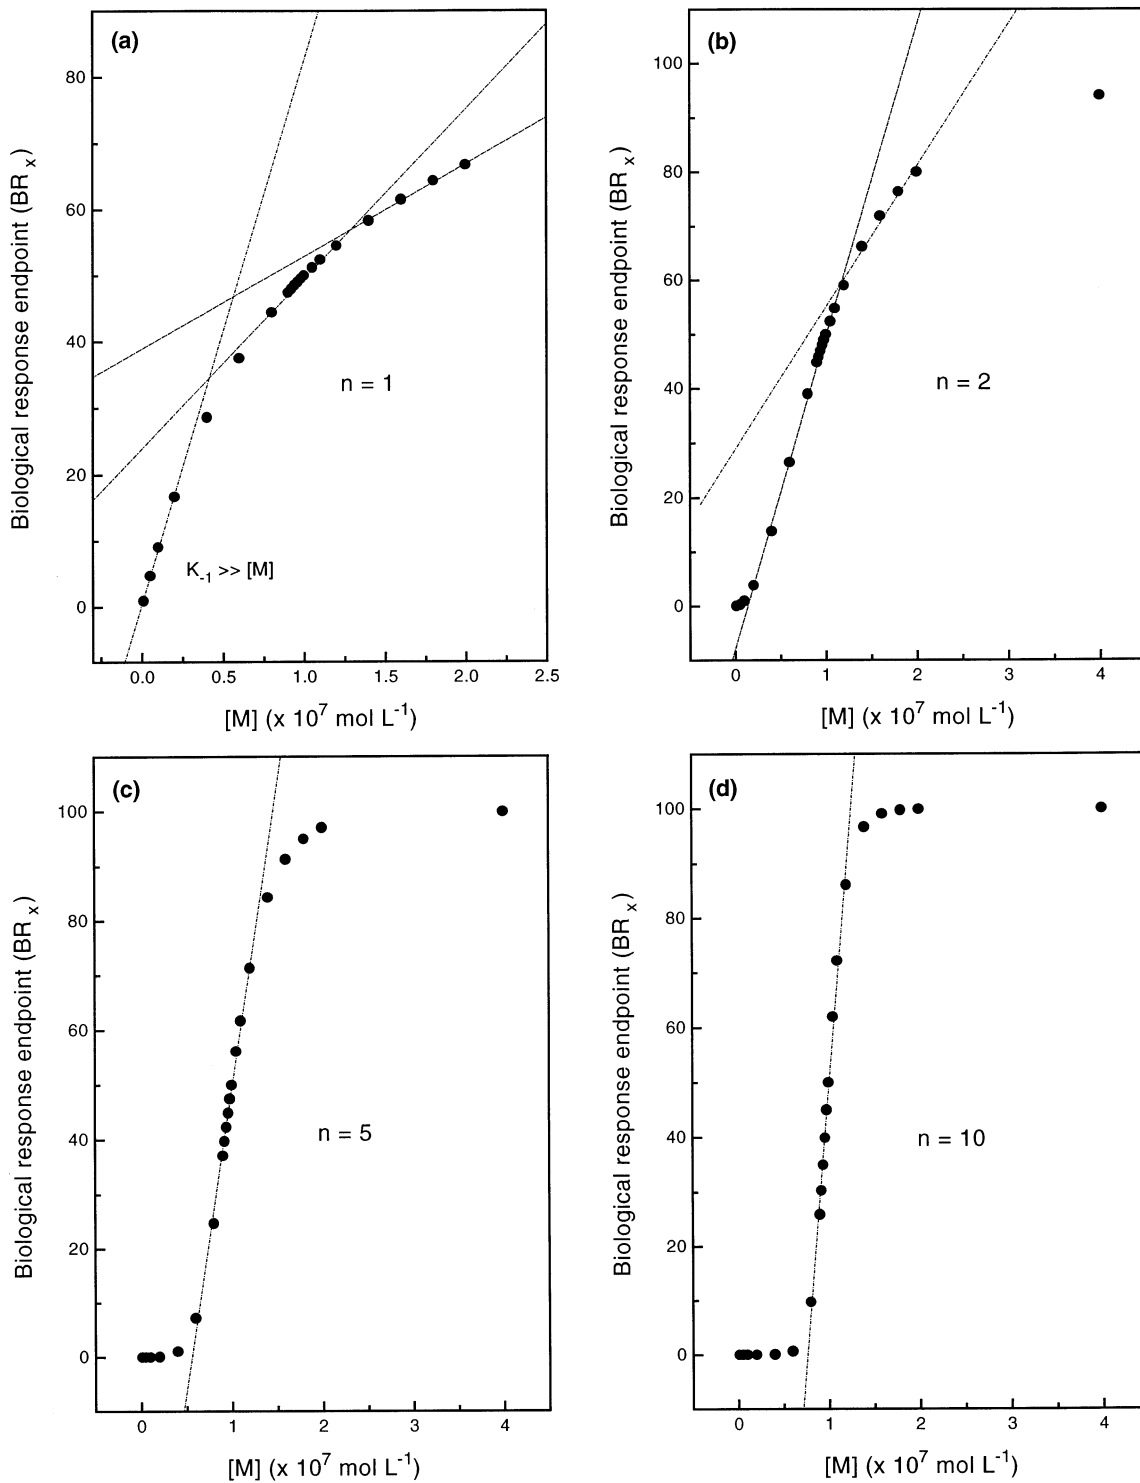 (a)
80
60
40
20
0
Biological response endpoint (BRₓ)
n = 1
K₋₁ >> [M]
0.0 0.5 1.0 1.5 2.0 2.5
[M] (x 10⁷ mol L⁻¹)
(b)
100
80
60
40
20
0
Biological response endpoint (BRₓ)
n = 2
0 1 2 3 4
[M] (x 10⁷ mol L⁻¹)
(c)
100
80
60
40
20
0
Biological response endpoint (BRₓ)
n = 5
0 1 2 3 4
[M] (x 10⁷ mol L⁻¹)
(d)
100
80
60
40
20
0
Biological response endpoint (BRₓ)
n = 10
0 1 2 3 4
[M] (x 10⁷ mol L⁻¹)